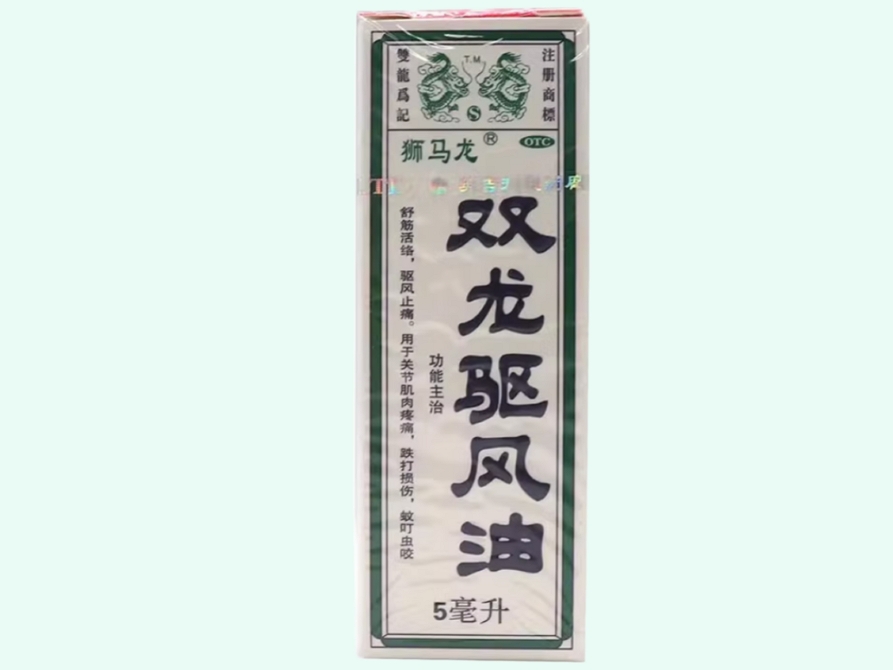 雙龍爲記
T.M.
注册商標
S
狮马龙®
OTC
双龙驱风油
功能主治
舒筋活络，驱风止痛。用于关节肌肉疼痛，跌打损伤，蚊叮虫咬
5毫升